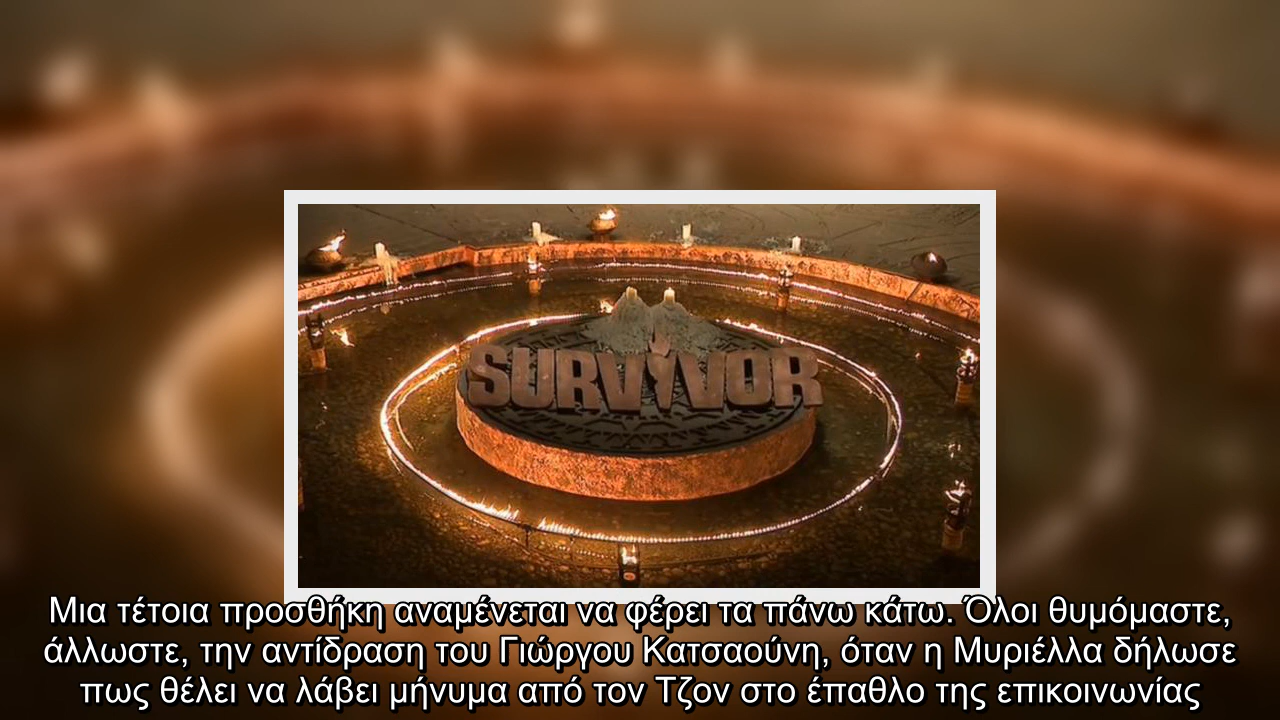 SURVIVOR
Μια τέτοια προσθήκη αναμένεται να φέρει τα πάνω κάτω. Όλοι θυμόμαστε,
άλλωστε, την αντίδραση του Γιώργου Κατσαούνη, όταν η Μυριέλλα δήλωσε
πως θέλει να λάβει μήνυμα από τον Τζον στο έπαθλο της επικοινωνίας